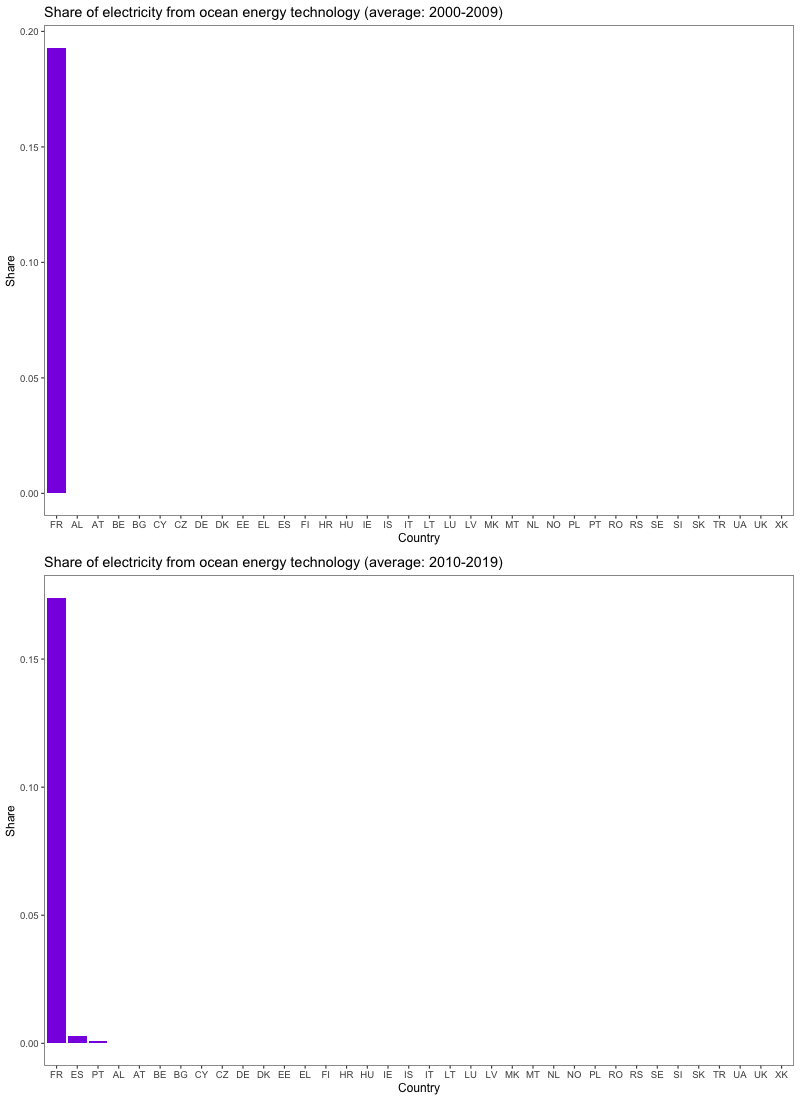 Share of electricity from ocean energy technology (average: 2000-2009)
0.20
0.15
0.10
0.05
0.00
Share
FR AL AT BE BG CY CZ DE DK EE EL ES FI HR HU IE IS IT LT LU LV MK MT NL NO PL PT RO RS SE SI SK TR UA UK XK
Country
Share of electricity from ocean energy technology (average: 2010-2019)
0.15
0.10
0.05
0.00
Share
FR ES PT AL AT BE BG CY CZ DE DK EE EL FI HR HU IE IS IT LT LU LV MK MT NL NO PL RO RS SE SI SK TR UA UK XK
Country